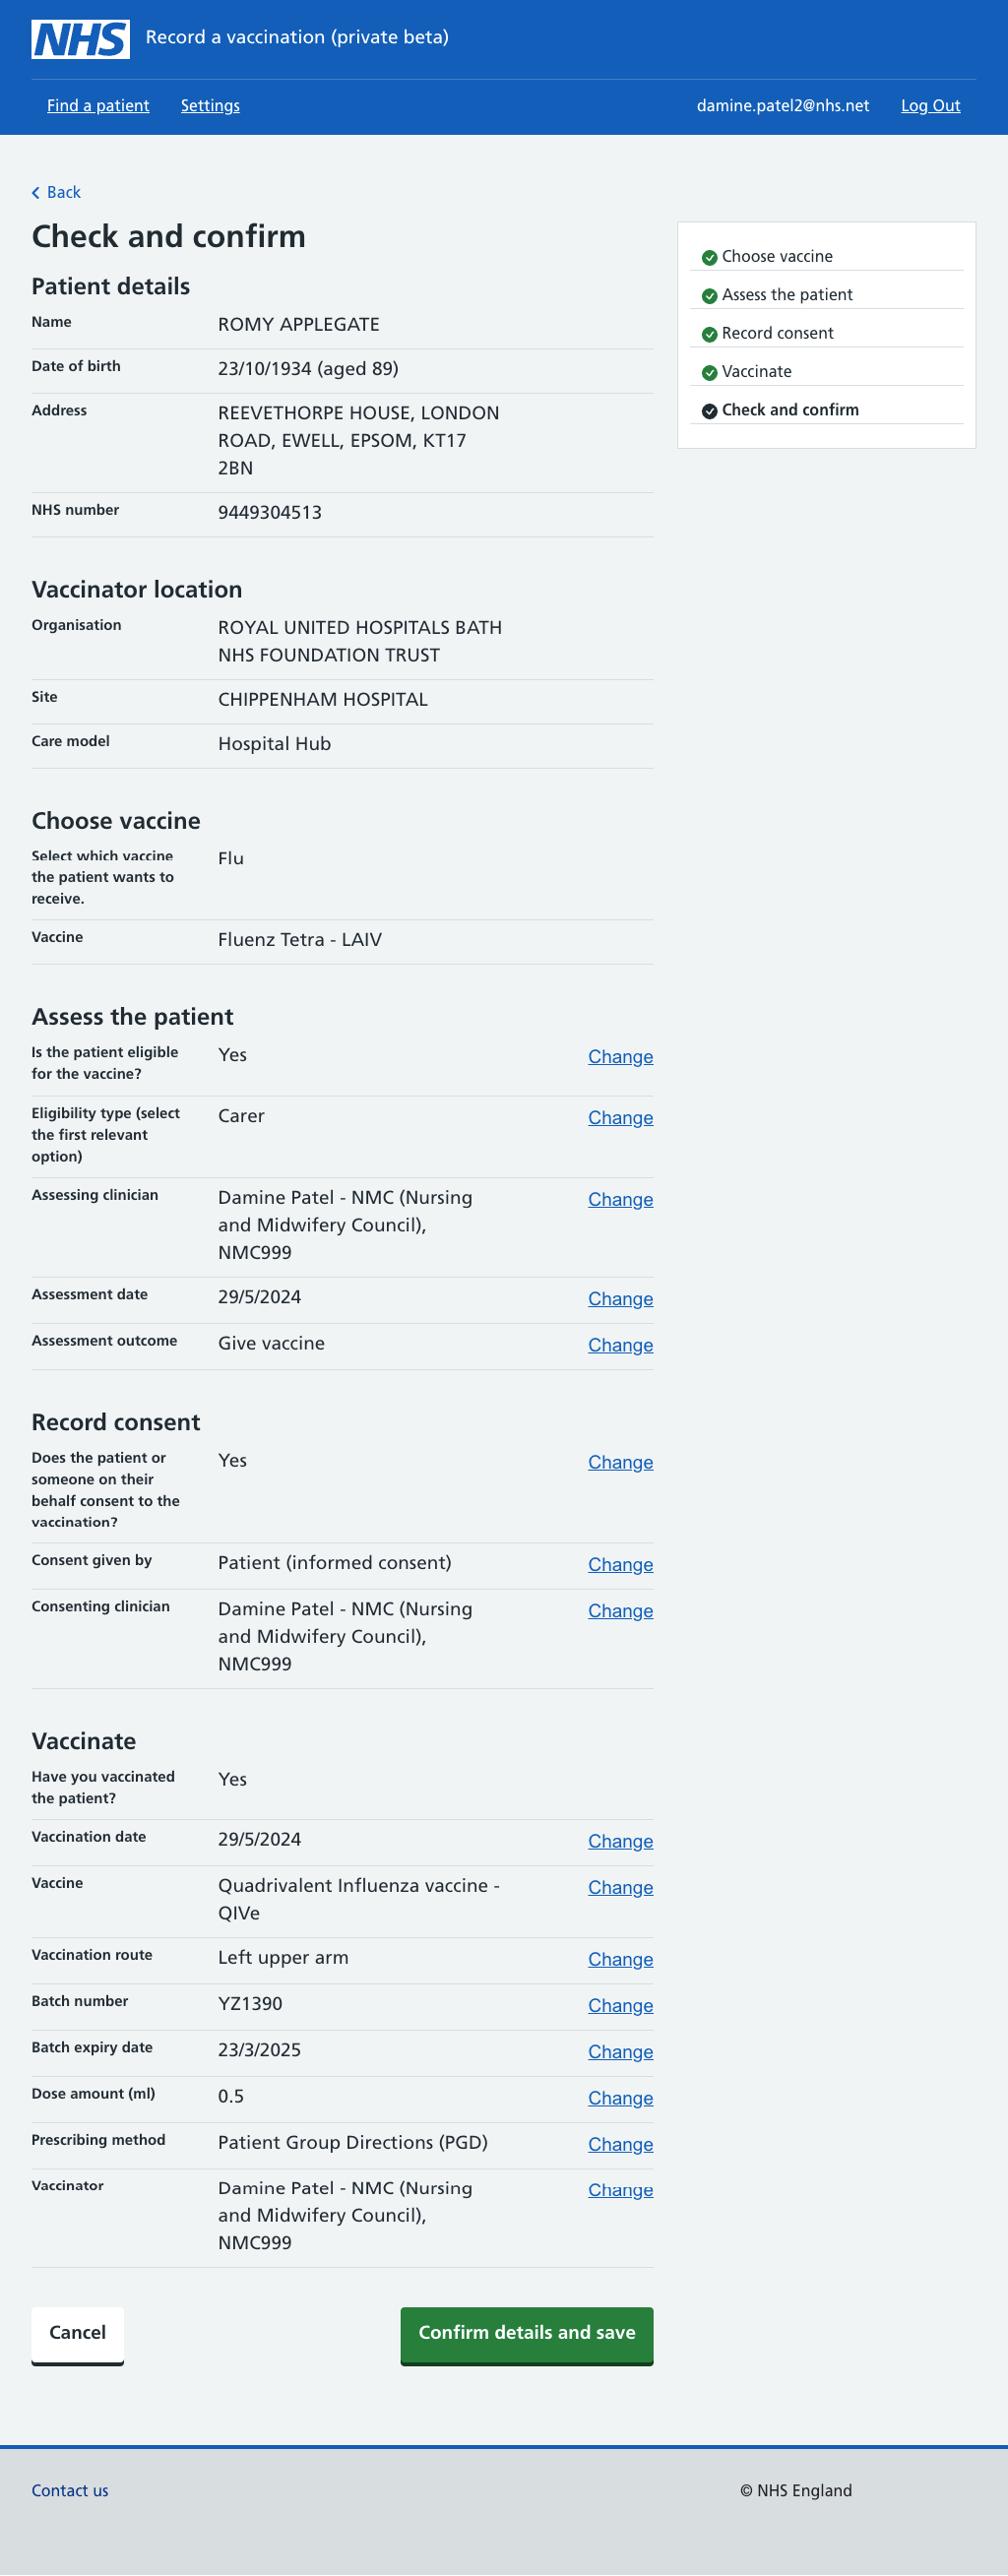 NHS Record a vaccination (private beta)
Find a patient Settings damine.patel2@nhs.net Log Out
Back
Check and confirm
Patient details
Name ROMY APPLEGATE
Date of birth 23/10/1934 (aged 89)
Address REEVETHORPE HOUSE, LONDON
ROAD, EWELL, EPSOM, KT17
2BN
NHS number 9449304513
Choose vaccine
Assess the patient
Record consent
Vaccinate
Check and confirm
Vaccinator location
Organisation ROYAL UNITED HOSPITALS BATH
NHS FOUNDATION TRUST
Site CHIPPENHAM HOSPITAL
Care model Hospital Hub
Choose vaccine
Select which vaccine Flu
the patient wants to
receive.
Vaccine Fluenz Tetra - LAIV
Assess the patient
Is the patient eligible Yes Change
for the vaccine?
Eligibility type (select Carer Change
the first relevant
option)
Assessing clinician Damine Patel - NMC (Nursing Change
and Midwifery Council),
NMC999
Assessment date 29/5/2024 Change
Assessment outcome Give vaccine Change
Record consent
Does the patient or Yes Change
someone on their
behalf consent to the
vaccination?
Consent given by Patient (informed consent) Change
Consenting clinician Damine Patel - NMC (Nursing Change
and Midwifery Council),
NMC999
Vaccinate
Have you vaccinated Yes
the patient?
Vaccination date 29/5/2024 Change
Vaccine Quadrivalent Influenza vaccine - Change
QIVe
Vaccination route Left upper arm Change
Batch number YZ1390 Change
Batch expiry date 23/3/2025 Change
Dose amount (ml) 0.5 Change
Prescribing method Patient Group Directions (PGD) Change
Vaccinator Damine Patel - NMC (Nursing Change
and Midwifery Council),
NMC999
Cancel Confirm details and save
Contact us © NHS England